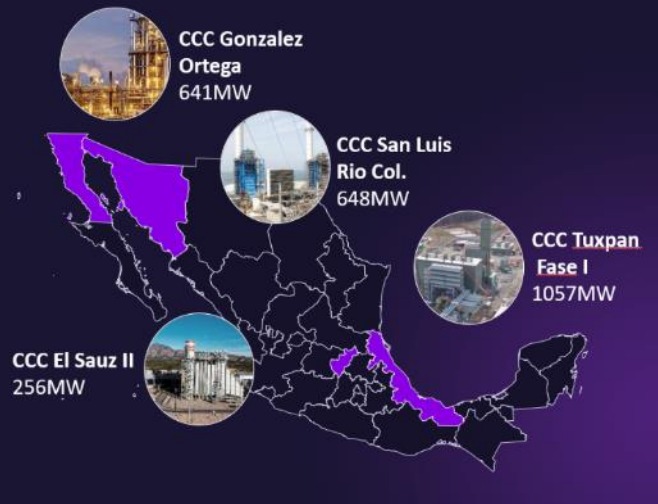 CCC Gonzalez
Ortega
641MW
CCC San Luis
Rio Col.
648MW
CCC Tuxpan
Fase I
1057MW
CCC El Sauz II
256MW